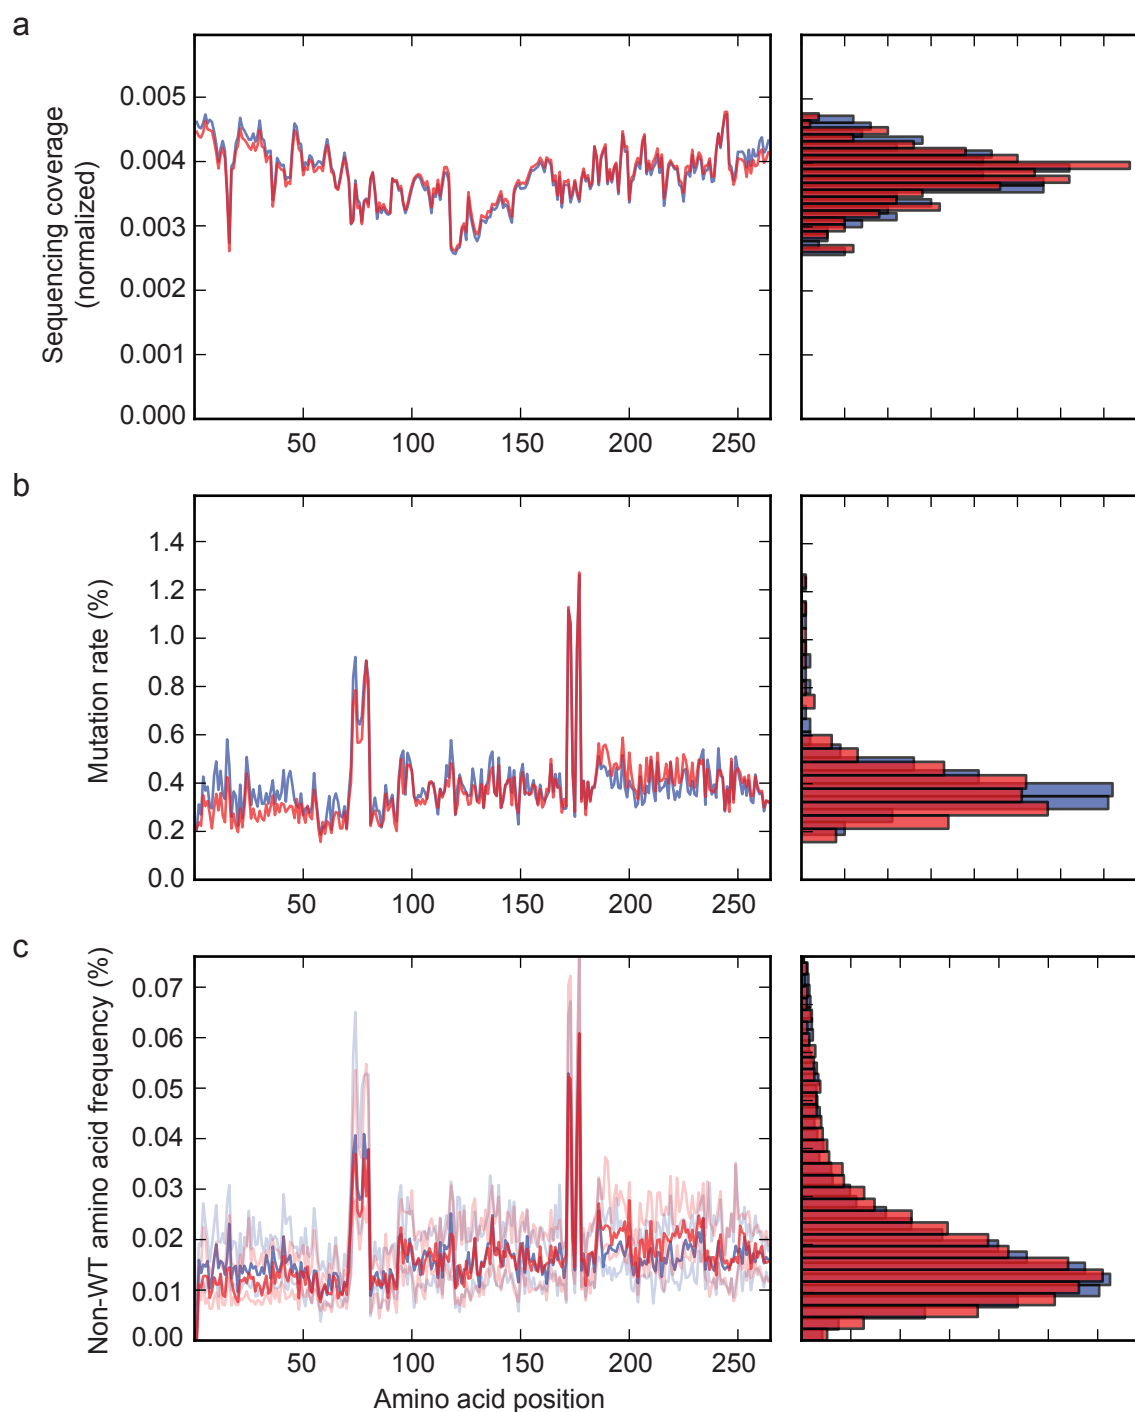 a
Sequencing coverage
(normalized)
0.005
0.004
0.003
0.002
0.001
0.000
50 100 150 200 250
b
Mutation rate (%)
1.4
1.2
1.0
0.8
0.6
0.4
0.2
0.0
50 100 150 200 250
c
Non-WT amino acid frequency (%)
0.07
0.06
0.05
0.04
0.03
0.02
0.01
0.00
50 100 150 200 250
Amino acid position